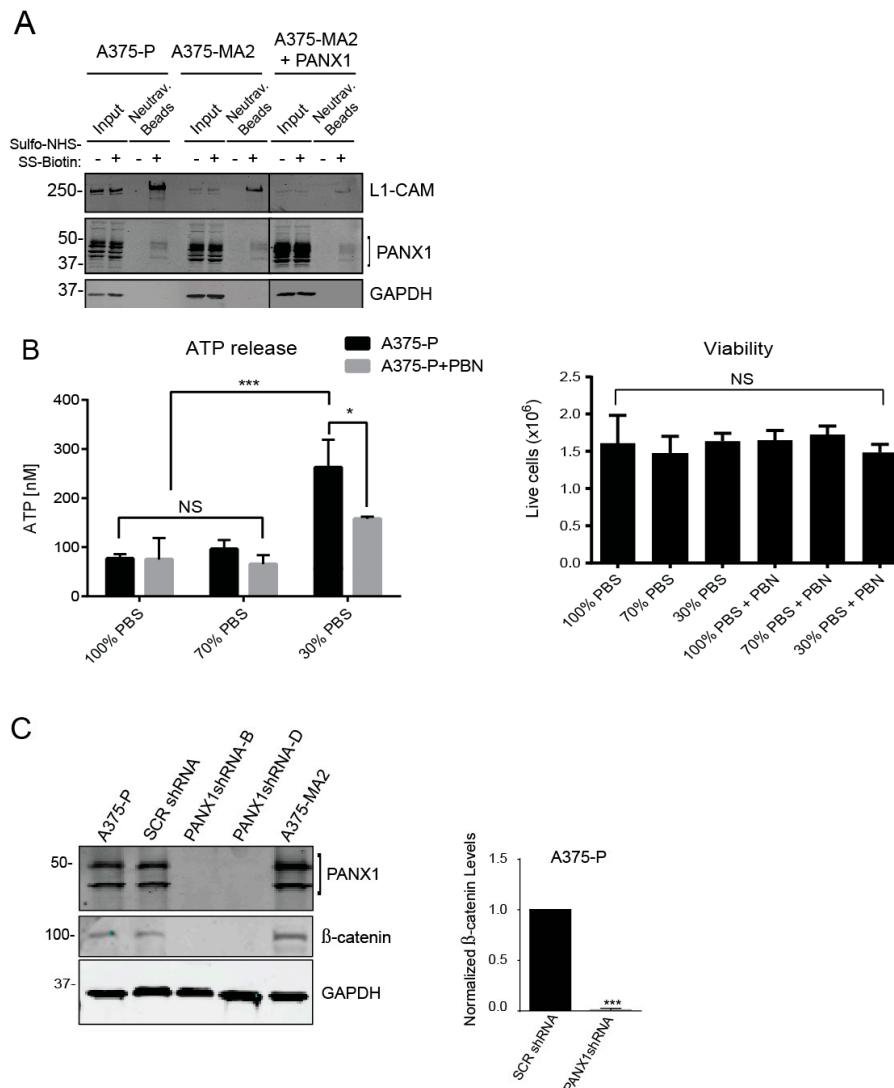 A
A375-P A375-MA2 A375-MA2 + PANX1
Input Neutrav. Beads Input Neutrav. Beads Input Neutrav. Beads
Sulfo-NHS-
SS-Biotin: - + - + - + - + - + - +
250- L1-CAM
50-
37- PANX1
37- GAPDH
B
ATP release
A375-P
A375-P+PBN
ATP [nM]
400
300
200
100
0
***
*
NS
100% PBS 70% PBS 30% PBS
Viability
NS
Live cells (x10⁶)
2.5
2.0
1.5
1.0
0.5
0.0
100% PBS 70% PBS 30% PBS 100% PBS + PBN 70% PBS + PBN 30% PBS + PBN
C
A375-P SCR shRNA PANX1shRNA-B PANX1shRNA-D A375-MA2
50- PANX1
100- ß-catenin
37- GAPDH
A375-P
Normalized ß-catenin Levels
1.5
1.0
0.5
0.0
***
SCR shRNA PANX1shRNA